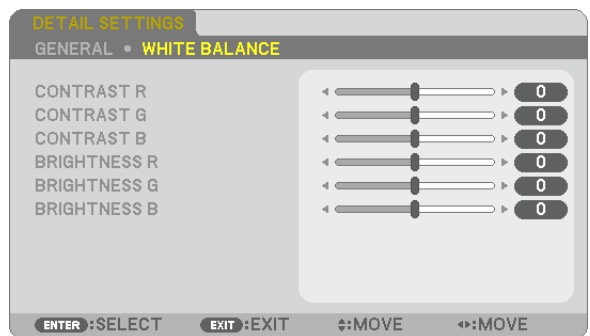 DETAIL SETTINGS
GENERAL • WHITE BALANCE
CONTRAST R 0
CONTRAST G 0
CONTRAST B 0
BRIGHTNESS R 0
BRIGHTNESS G 0
BRIGHTNESS B 0
ENTER :SELECT EXIT :EXIT :MOVE :MOVE